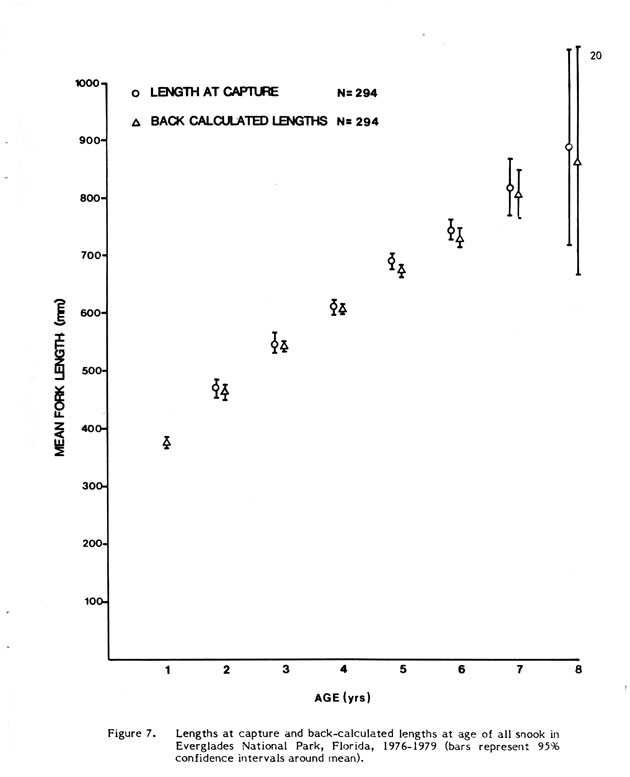 20
1000
○ LENGTH AT CAPTURE N= 294
△ BACK CALCULATED LENGTHS N= 294
900
800
700
600
500
400
300
200
100
MEAN FORK LENGTH (mm)
1 2 3 4 5 6 7 8
AGE (yrs)
Figure 7. Lengths at capture and back-calculated lengths at age of all snook in
Everglades National Park, Florida, 1976-1979 (bars represent 95%
confidence intervals around mean).